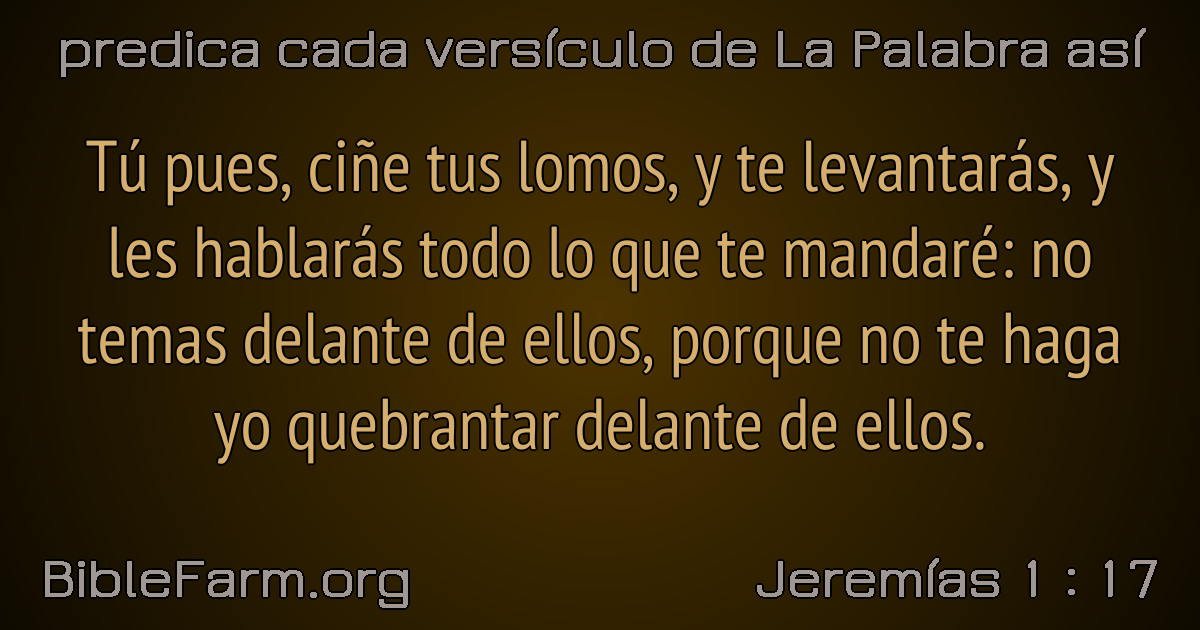 predica cada versículo de La Palabra así
Tú pues, ciñe tus lomos, y te levantarás, y
les hablarás todo lo que te mandaré: no
temas delante de ellos, porque no te haga
yo quebrantar delante de ellos.
BibleFarm.org
Jeremías 1 : 17